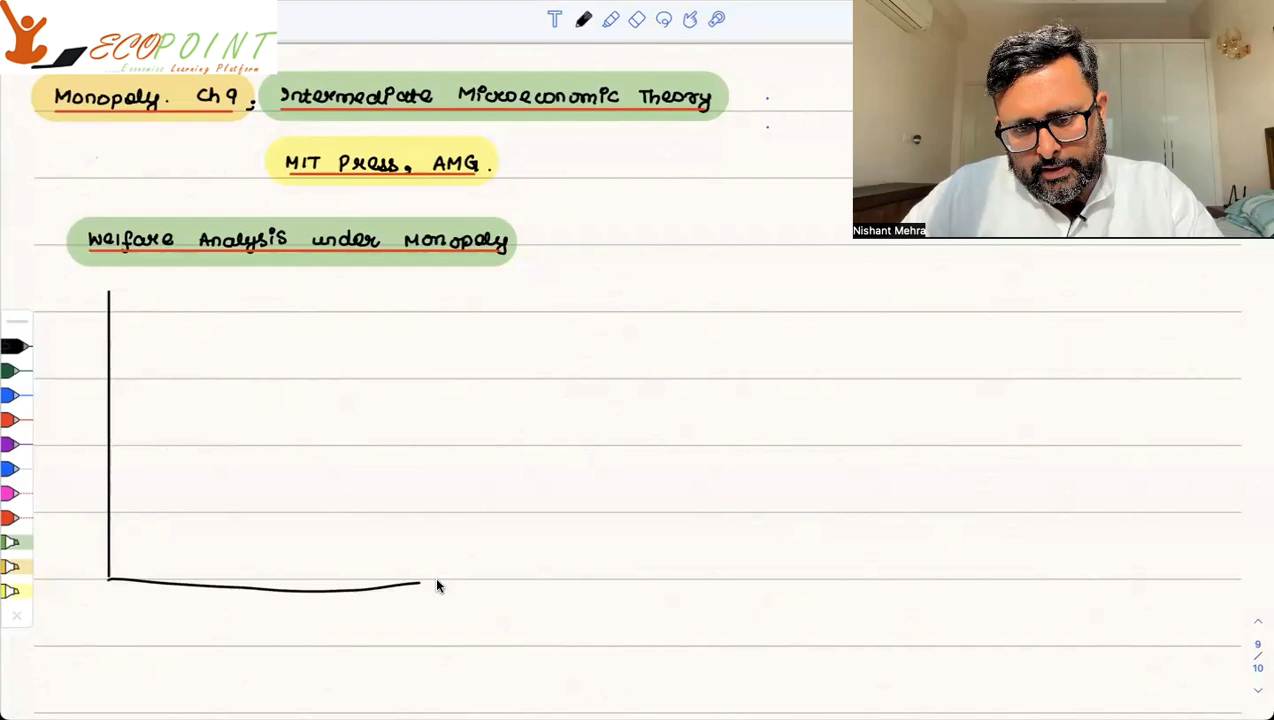 ECOPOINT
.....Economics Learning Platform
Monopoly. Ch 9, Intermediate Microeconomic Theory
MIT Press, AMG.
Welfare Analysis under Monopoly
Nishant Mehra
9
/
10